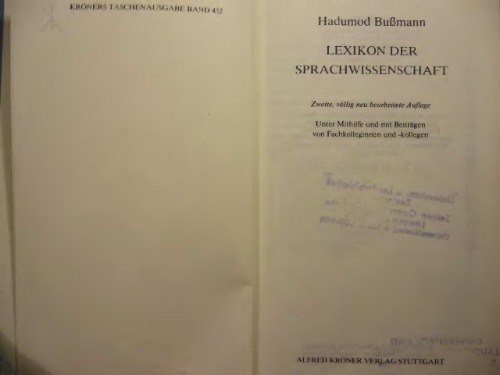 KRÖNERS TASCHENAUSGABE BAND 452
Hadumod Bußmann
LEXIKON DER
SPRACHWISSENSCHAFT
Zweite, völlig neu bearbeitete Auflage
Unter Mithilfe und mit Beiträgen
von Fachkolleginnen und -kollegen
ALFRED KRÖNER VERLAG STUTTGART